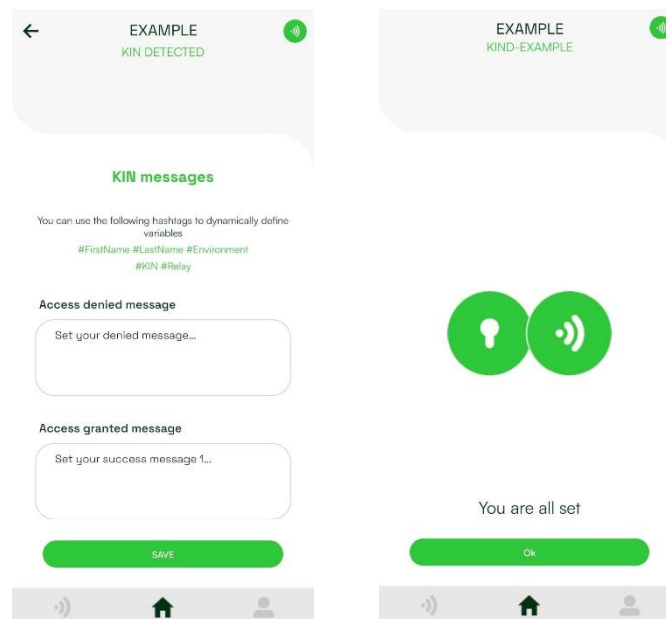 EXAMPLE
KIN DETECTED
KIN messages
You can use the following hashtags to dynamically define
variables
#FirstName #LastName #Environment
#KIN #Relay
Access denied message
Set your denied message...
Access granted message
Set your success message 1...
SAVE
EXAMPLE
KIND-EXAMPLE
You are all set
Ok